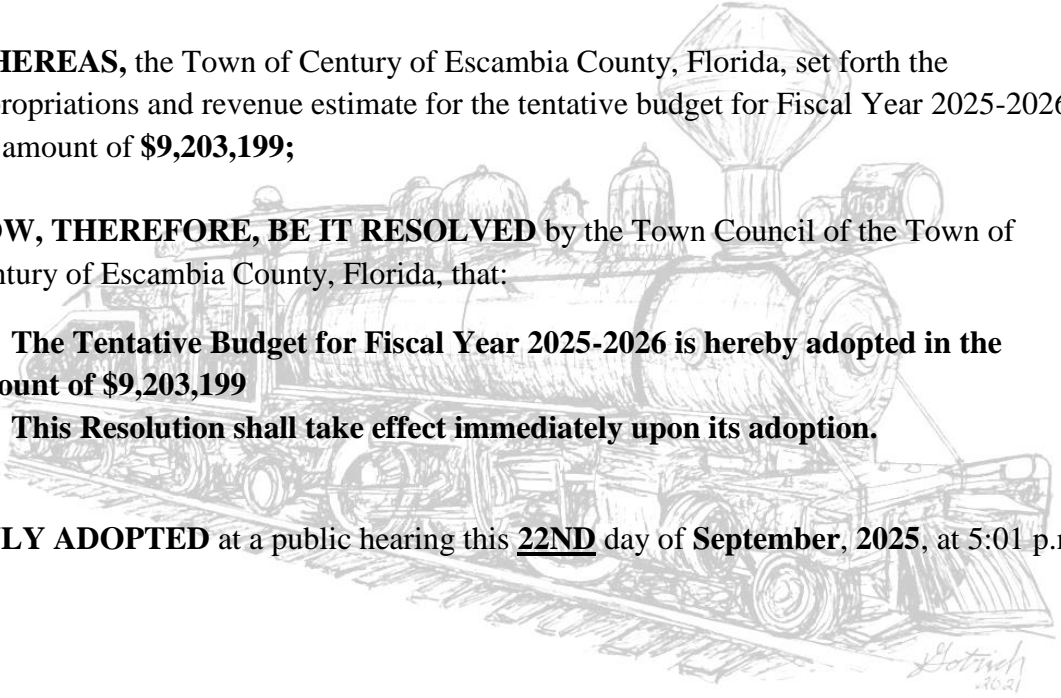 HEREAS, the Town of Century of Escambia County, Florida, set forth the
ropriations and revenue estimate for the tentative budget for Fiscal Year 2025-2026
amount of $9,203,199;
OW, THEREFORE, BE IT RESOLVED by the Town Council of the Town of
ntury of Escambia County, Florida, that:
The Tentative Budget for Fiscal Year 2025-2026 is hereby adopted in the
ount of $9,203,199
This Resolution shall take effect immediately upon its adoption.
LY ADOPTED at a public hearing this 22ND day of September, 2025, at 5:01 p.
2021